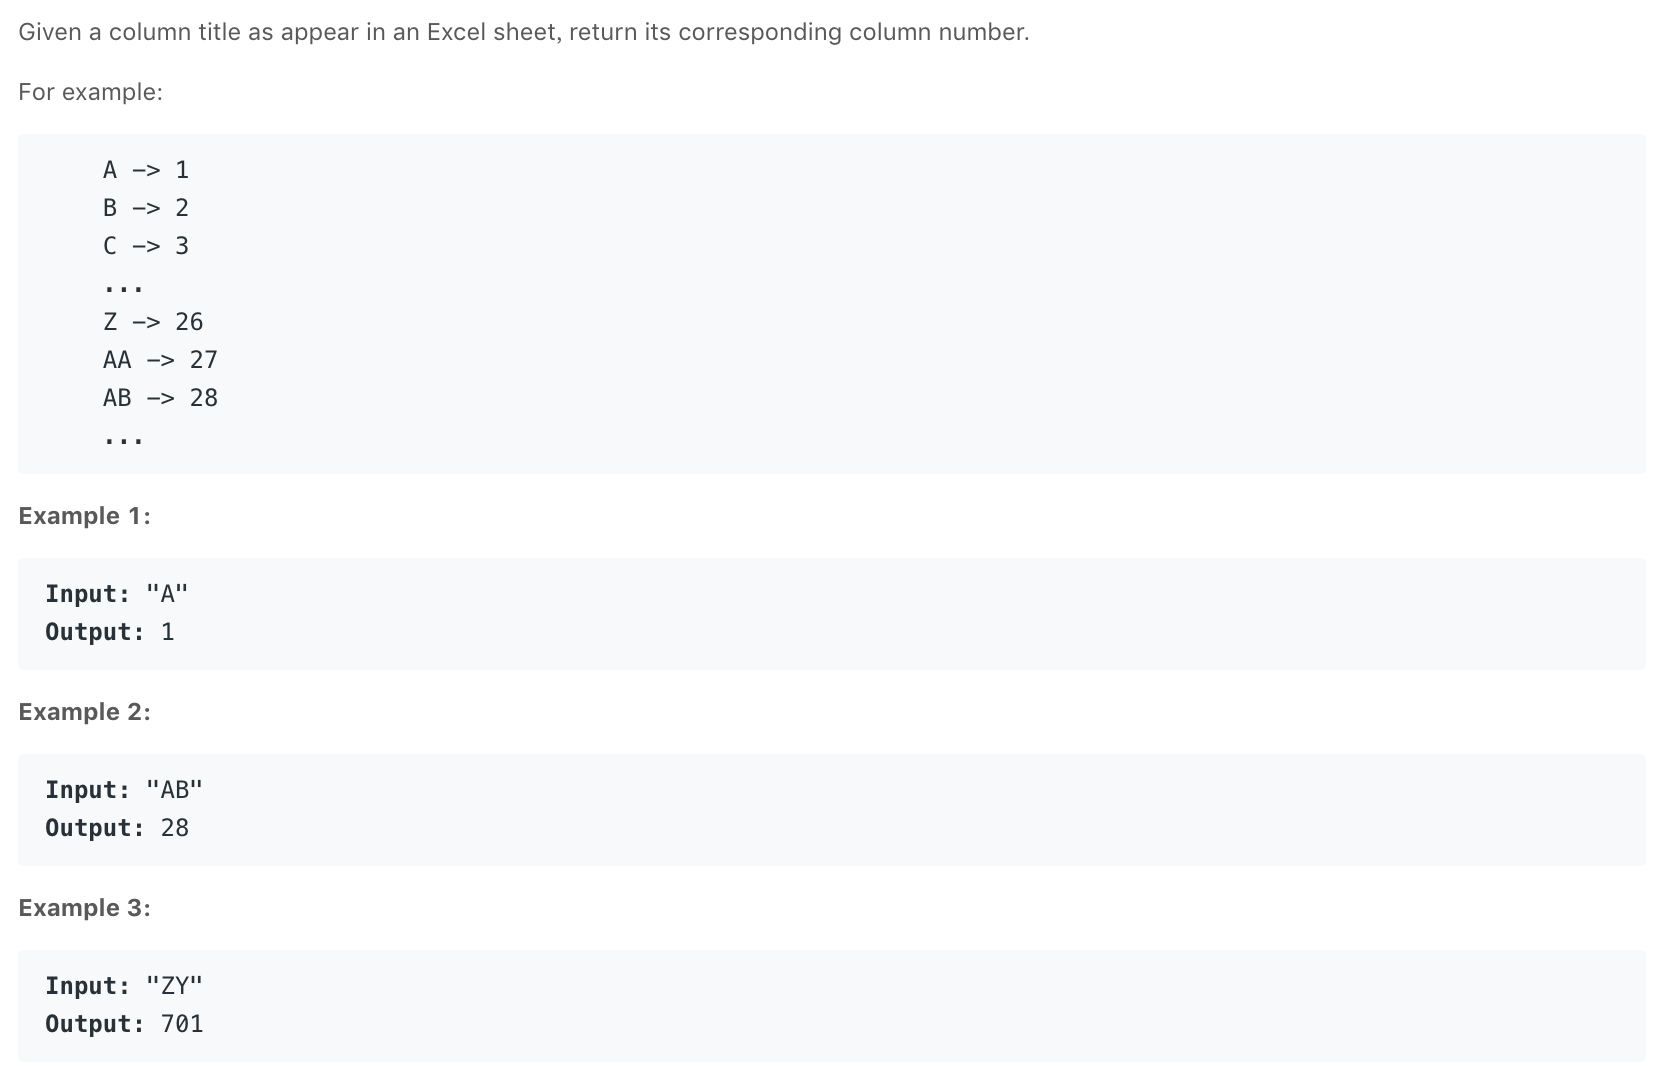 Given a column title as appear in an Excel sheet, return its corresponding column number.
For example:
A -> 1
B -> 2
C -> 3
...
Z -> 26
AA -> 27
AB -> 28
...
Example 1:
Input: "A"
Output: 1
Example 2:
Input: "AB"
Output: 28
Example 3:
Input: "ZY"
Output: 701